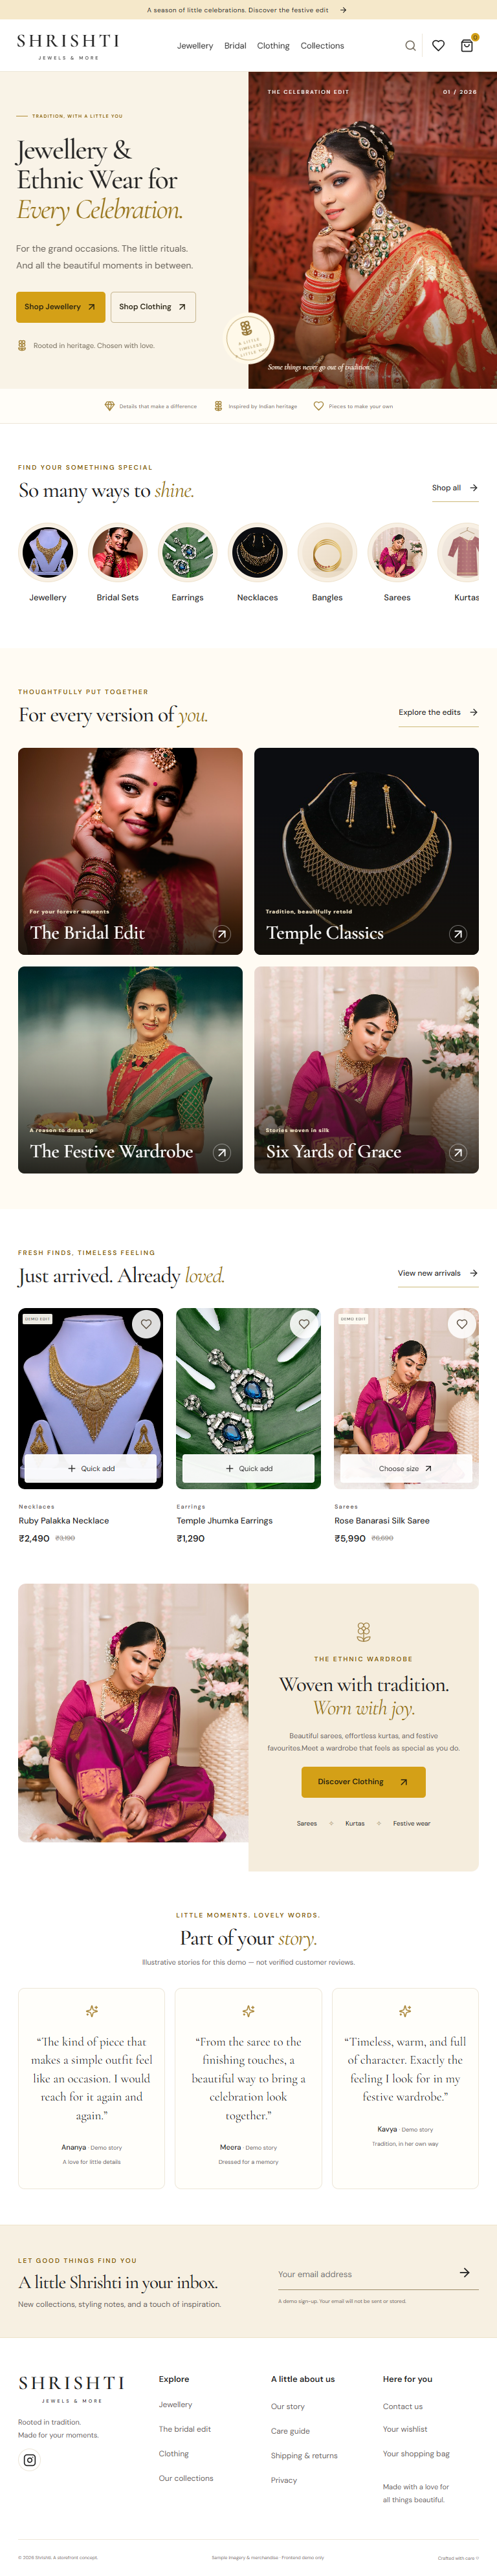 A season of little celebrations. Discover the festive edit
SHRISHTI
JEWELS & MORE
Jewellery Bridal Clothing Collections
0
TRADITION, WITH A LITTLE YOU
Jewellery &
Ethnic Wear for
Every Celebration.
For the grand occasions. The little rituals.
And all the beautiful moments in between.
Shop Jewellery
Shop Clothing
Rooted in heritage. Chosen with love.
THE CELEBRATION EDIT
01 / 2026
A LITTLE
TIMELESS
A LITTLE YOU
Some things never go out of tradition.
Details that make a difference
Inspired by Indian heritage
Pieces to make your own
FIND YOUR SOMETHING SPECIAL
So many ways to shine.
Shop all
Jewellery
Bridal Sets
Earrings
Necklaces
Bangles
Sarees
Kurtas
THOUGHTFULLY PUT TOGETHER
For every version of you.
Explore the edits
For your forever moments
The Bridal Edit
Tradition, beautifully retold
Temple Classics
A reason to dress up
The Festive Wardrobe
Stories woven in silk
Six Yards of Grace
FRESH FINDS, TIMELESS FEELING
Just arrived. Already loved.
View new arrivals
DEMO EDIT
Quick add
Necklaces
Ruby Palakka Necklace
₹2,490 ₹3,190
Quick add
Earrings
Temple Jhumka Earrings
₹1,290
DEMO EDIT
Choose size
Sarees
Rose Banarasi Silk Saree
₹5,990 ₹6,990
THE ETHNIC WARDROBE
Woven with tradition.
Worn with joy.
Beautiful sarees, effortless kurtas, and festive
favourites.Meet a wardrobe that feels as special as you do.
Discover Clothing
Sarees
Kurtas
Festive wear
LITTLE MOMENTS. LOVELY WORDS.
Part of your story.
Illustrative stories for this demo — not verified customer reviews.
“The kind of piece that
makes a simple outfit feel
like an occasion. I would
reach for it again and
again.”
Ananya · Demo story
A love for little details
“From the saree to the
finishing touches, a
beautiful way to bring a
celebration look
together.”
Meera · Demo story
Dressed for a memory
“Timeless, warm, and full
of character. Exactly the
feeling I look for in my
festive wardrobe.”
Kavya · Demo story
Tradition, in her own way
LET GOOD THINGS FIND YOU
A little Shrishti in your inbox.
New collections, styling notes, and a touch of inspiration.
Your email address
A demo sign-up. Your email will not be sent or stored.
SHRISHTI
JEWELS & MORE
Rooted in tradition.
Made for your moments.
Explore
Jewellery
The bridal edit
Clothing
Our collections
A little about us
Our story
Care guide
Shipping & returns
Privacy
Here for you
Contact us
Your wishlist
Your shopping bag
Made with a love for
all things beautiful.
© 2026 Shrishti. A storefront concept.
Sample imagery & merchandise · Frontend demo only
Crafted with care